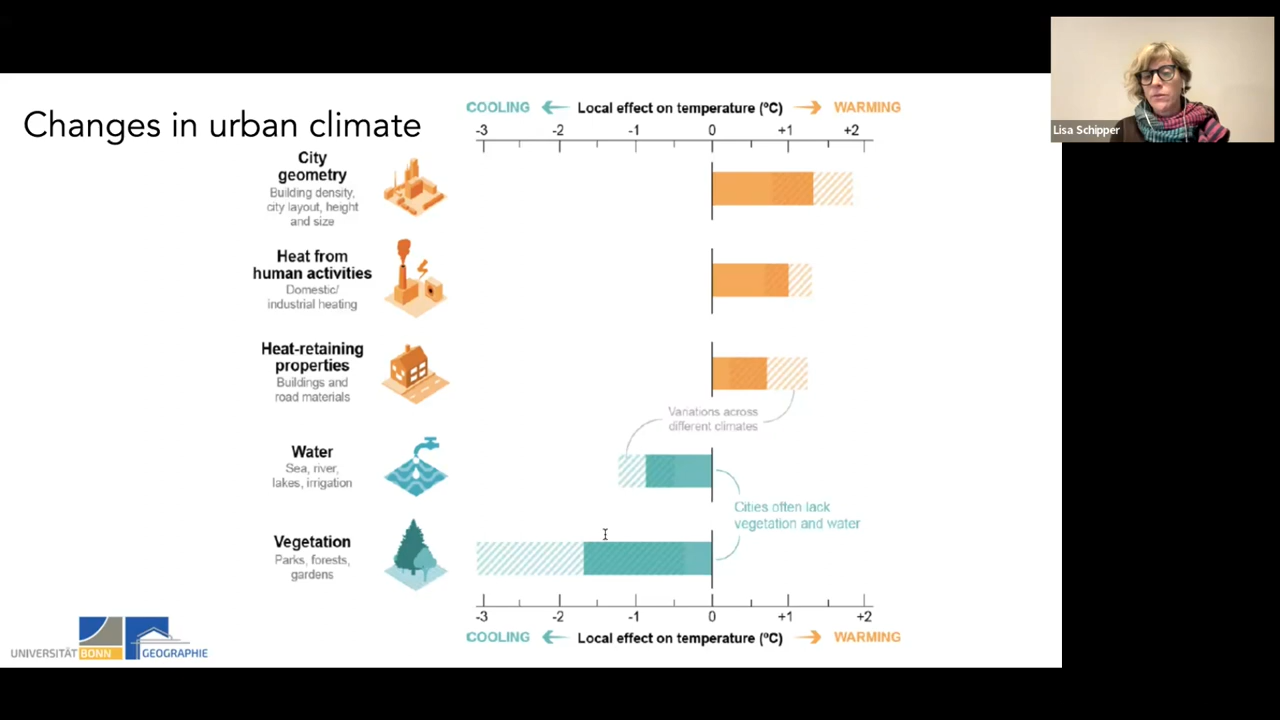 Lisa Schipper
Changes in urban climate
COOLING Local effect on temperature (ºC) WARMING
-3 -2 -1 0 +1 +2
City
geometry
Building density,
city layout, height
and size
Heat from
human activities
Domestic/
industrial heating
Heat-retaining
properties
Buildings and
road materials
Variations across
different climates
Water
Sea, river,
lakes, irrigation
Cities often lack
vegetation and water
Vegetation
Parks, forests,
gardens
-3 -2 -1 0 +1 +2
COOLING Local effect on temperature (ºC) WARMING
UNIVERSITÄT BONN GEOGRAPHIE